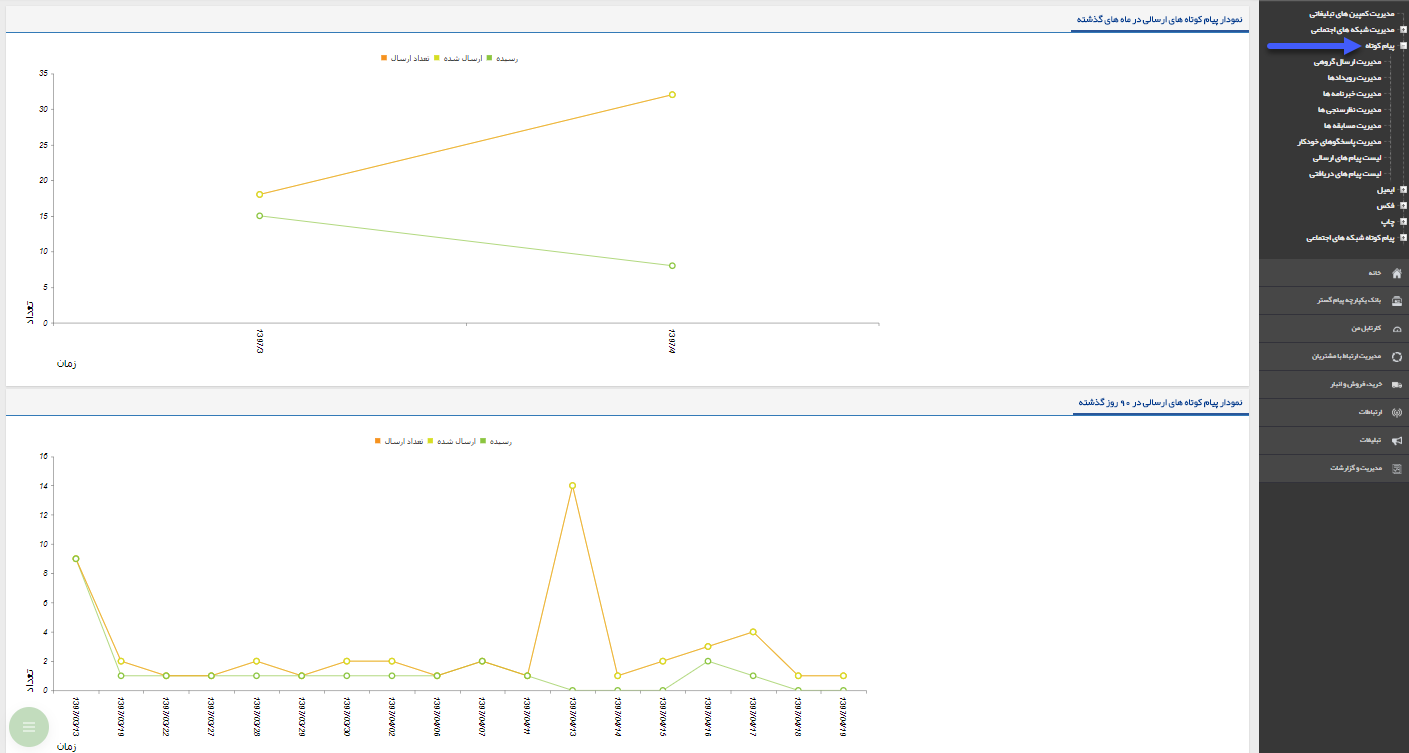 مدیریت کمپین های تبلیغاتی
مدیریت شبکه های اجتماعی
پیام کوتاه
مدیریت ارسال گروهی
مدیریت رویدادها
مدیریت خبرنامه ها
مدیریت نظرسنجی ها
مدیریت مسابقه ها
مدیریت پاسخگوهای خودکار
لیست پیام های ارسالی
لیست پیام های دریافتی
ایمیل
فکس
چاپ
پیام کوتاه شبکه های اجتماعی
خانه
بانک یکپارچه پیام گستر
کارتابل من
مدیریت ارتباط با مشتریان
خرید، فروش و انبار
ارتباطات
تبلیغات
مدیریت و گزارشات
نمودار پیام کوتاه های ارسالی در ماه های گذشته
رسیده ارسال شده تعداد ارسال
35
30
25
20
15
10
5
0
تعداد
1397/3 1397/4
زمان
نمودار پیام کوتاه های ارسالی در ۹۰ روز گذشته
رسیده ارسال شده تعداد ارسال
16
14
12
10
8
6
4
2
0
تعداد
1397/03/13 1397/03/19 1397/03/22 1397/03/27 1397/03/28 1397/03/29 1397/03/30 1397/04/02 1397/04/06 1397/04/07 1397/04/11 1397/04/13 1397/04/14 1397/04/15 1397/04/16 1397/04/17 1397/04/18 1397/04/19
زمان